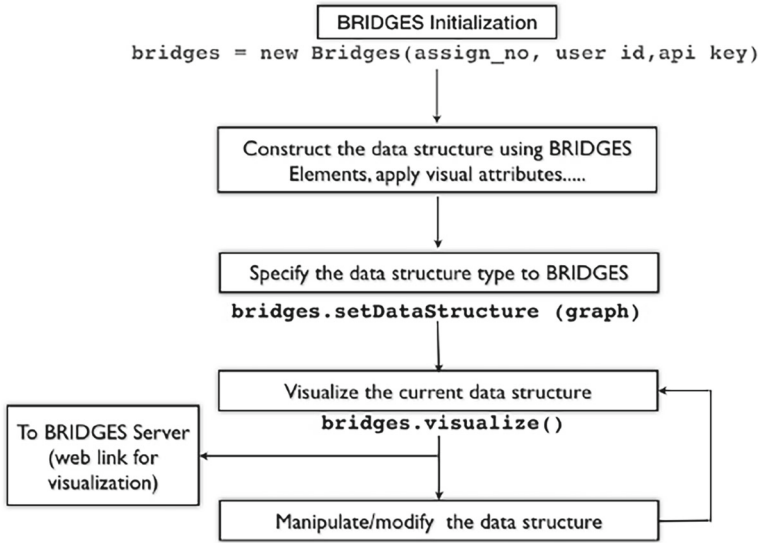 BRIDGES Initialization
bridges = new Bridges(assign_no, user id,api key)
Construct the data structure using BRIDGES
Elements, apply visual attributes.....
Specify the data structure type to BRIDGES
bridges.setDataStructure (graph)
Visualize the current data structure
bridges.visualize()
To BRIDGES Server
(web link for
visualization)
Manipulate/modify the data structure